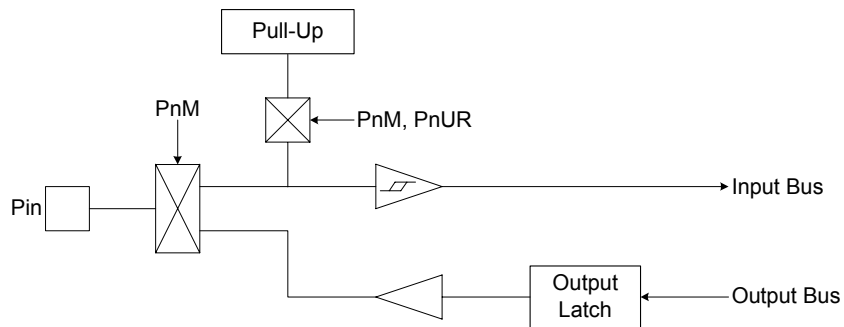 Pull-Up
PnM
PnM, PnUR
Pin
Input Bus
Output
Latch
Output Bus